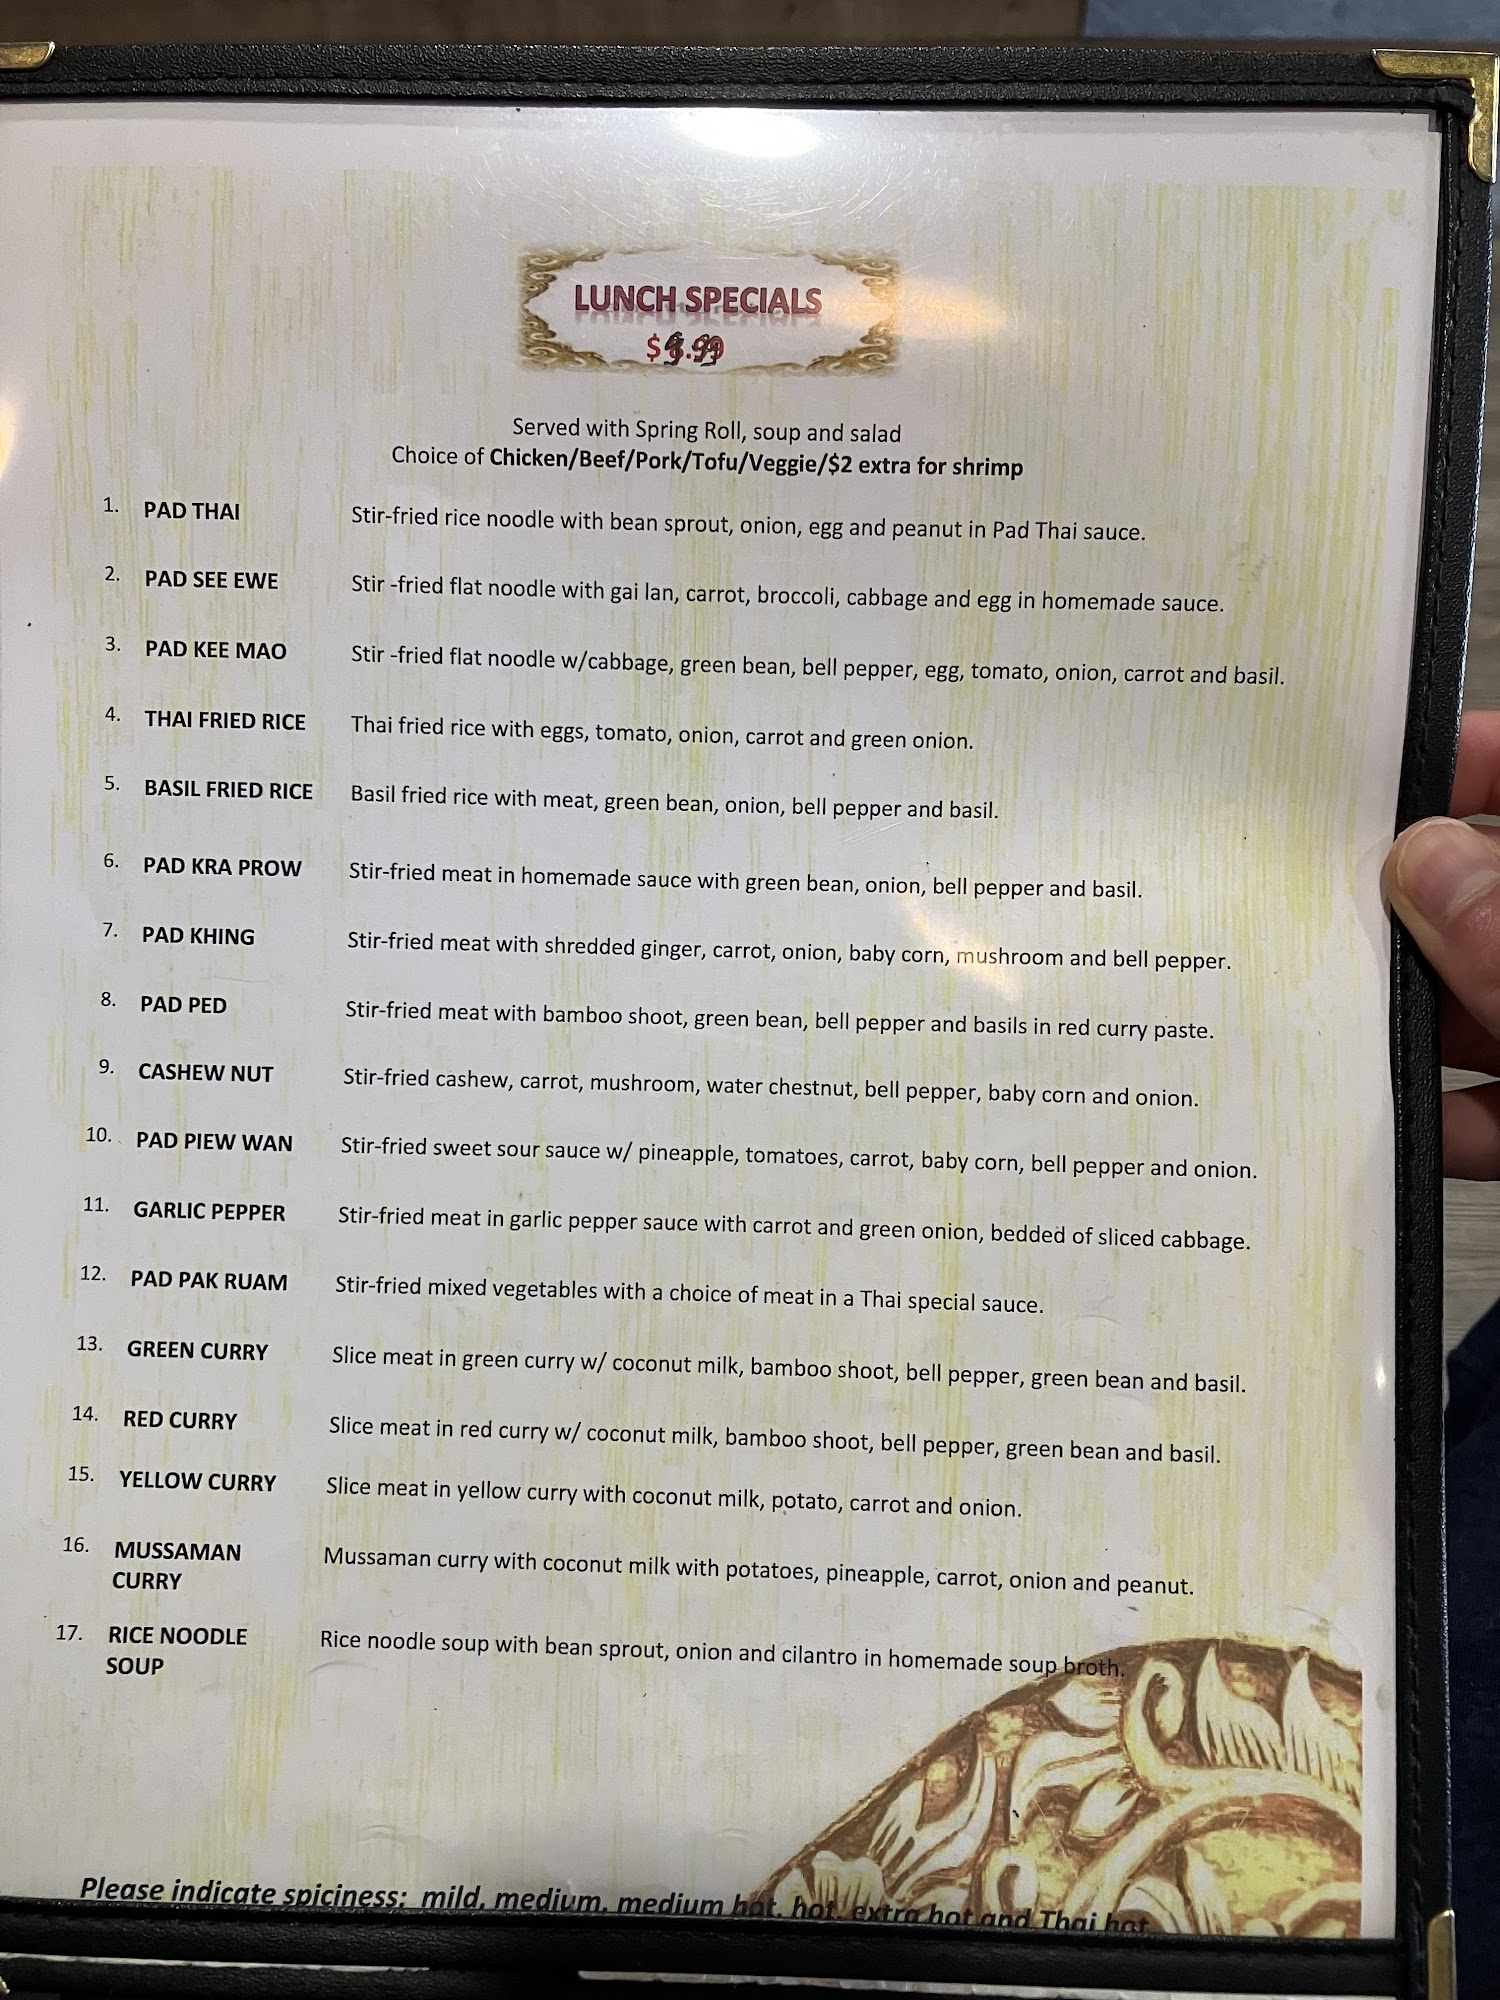 LUNCH SPECIALS
$9.99
Served with Spring Roll, soup and salad
Choice of Chicken/Beef/Pork/Tofu/Veggie/$2 extra for shrimp
1. PAD THAI Stir-fried rice noodle with bean sprout, onion, egg and peanut in Pad Thai sauce.
2. PAD SEE EWE Stir -fried flat noodle with gai lan, carrot, broccoli, cabbage and egg in homemade sauce.
3. PAD KEE MAO Stir -fried flat noodle w/cabbage, green bean, bell pepper, egg, tomato, onion, carrot and basil.
4. THAI FRIED RICE Thai fried rice with eggs, tomato, onion, carrot and green onion.
5. BASIL FRIED RICE Basil fried rice with meat, green bean, onion, bell pepper and basil.
6. PAD KRA PROW Stir-fried meat in homemade sauce with green bean, onion, bell pepper and basil.
7. PAD KHING Stir-fried meat with shredded ginger, carrot, onion, baby corn, mushroom and bell pepper.
8. PAD PED Stir-fried meat with bamboo shoot, green bean, bell pepper and basils in red curry paste.
9. CASHEW NUT Stir-fried cashew, carrot, mushroom, water chestnut, bell pepper, baby corn and onion.
10. PAD PIEW WAN Stir-fried sweet sour sauce w/ pineapple, tomatoes, carrot, baby corn, bell pepper and onion.
11. GARLIC PEPPER Stir-fried meat in garlic pepper sauce with carrot and green onion, bedded of sliced cabbage.
12. PAD PAK RUAM Stir-fried mixed vegetables with a choice of meat in a Thai special sauce.
13. GREEN CURRY Slice meat in green curry w/ coconut milk, bamboo shoot, bell pepper, green bean and basil.
14. RED CURRY Slice meat in red curry w/ coconut milk, bamboo shoot, bell pepper, green bean and basil.
15. YELLOW CURRY Slice meat in yellow curry with coconut milk, potato, carrot and onion.
16. MUSSAMAN Mussaman curry with coconut milk with potatoes, pineapple, carrot, onion and peanut.
CURRY
17. RICE NOODLE Rice noodle soup with bean sprout, onion and cilantro in homemade soup broth.
SOUP
Please indicate spiciness: mild, medium, medium hot, hot, extra hot and Thai hot